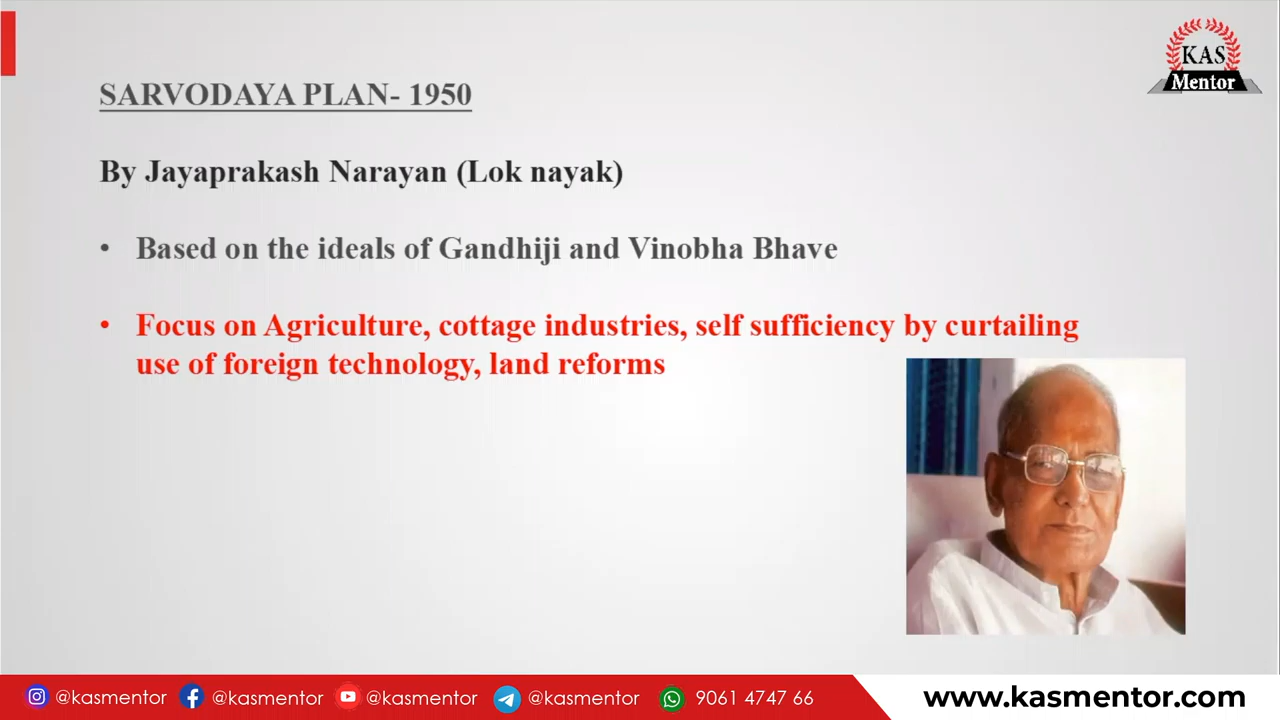 KAS
Mentor
SARVODAYA PLAN- 1950
By Jayaprakash Narayan (Lok nayak)
• Based on the ideals of Gandhiji and Vinobha Bhave
• Focus on Agriculture, cottage industries, self sufficiency by curtailing
use of foreign technology, land reforms
@kasmentor @kasmentor @kasmentor @kasmentor 9061 4747 66 www.kasmentor.com